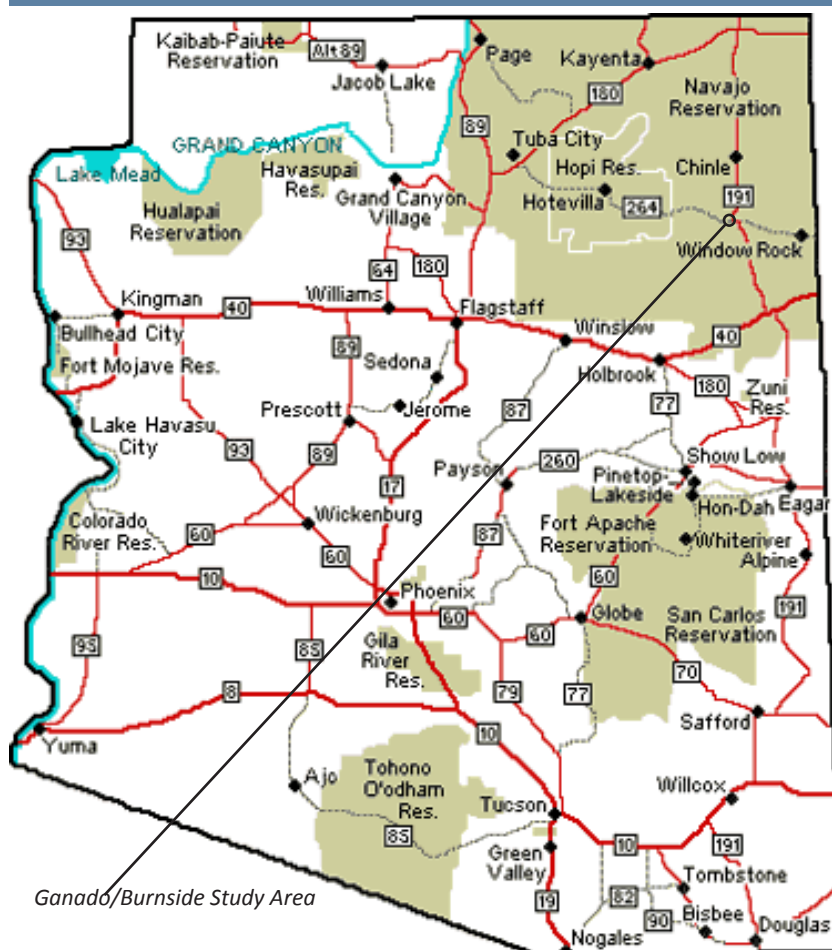 Kaibab-Paiute
Reservation
Alt 89
Jacob Lake
Page
Kayenta
180
Navajo
Reservation
89
GRAND CANYON
Tuba City
Lake Mead
Havasupai
Res.
Hopi Res.
Chinle
Grand Canyon
Village
Hotevilla
264
191
Hualapai
Reservation
93
Window Rock
64
180
Kingman
40
Williams
Flagstaff
Bullhead City
Winslow
40
Fort Mojave Res.
89
Sedona
Holbrook
180
Zuni
Res.
Prescott
Jerome
87
77
Lake Havasu
City
89
Show Low
93
Payson
260
Pinetop-
Lakeside
17
Hon-Dah
Eagar
Colorado
River Res.
60
Wickenburg
87
Fort Apache
Reservation
Whiteriver
Alpine
60
10
60
Phoenix
60
Globe
191
San Carlos
Reservation
95
85
Gila
River
Res.
60
70
8
79
77
10
Safford
Yuma
Ajo
Tohono
O'odham
Res.
Willcox
Tucson
85
10
191
Green
Valley
Tombstone
Ganado/Burnside Study Area
19
82
90
Bisbee
Douglas
Nogales